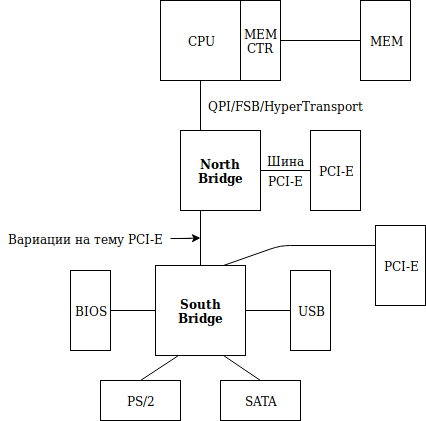 CPU
MEM
CTR
MEM
QPI/FSB/HyperTransport
North
Bridge
Шина
PCI-E
PCI-E
Вариации на тему PCI-E
PCI-E
BIOS
South
Bridge
USB
PS/2
SATA